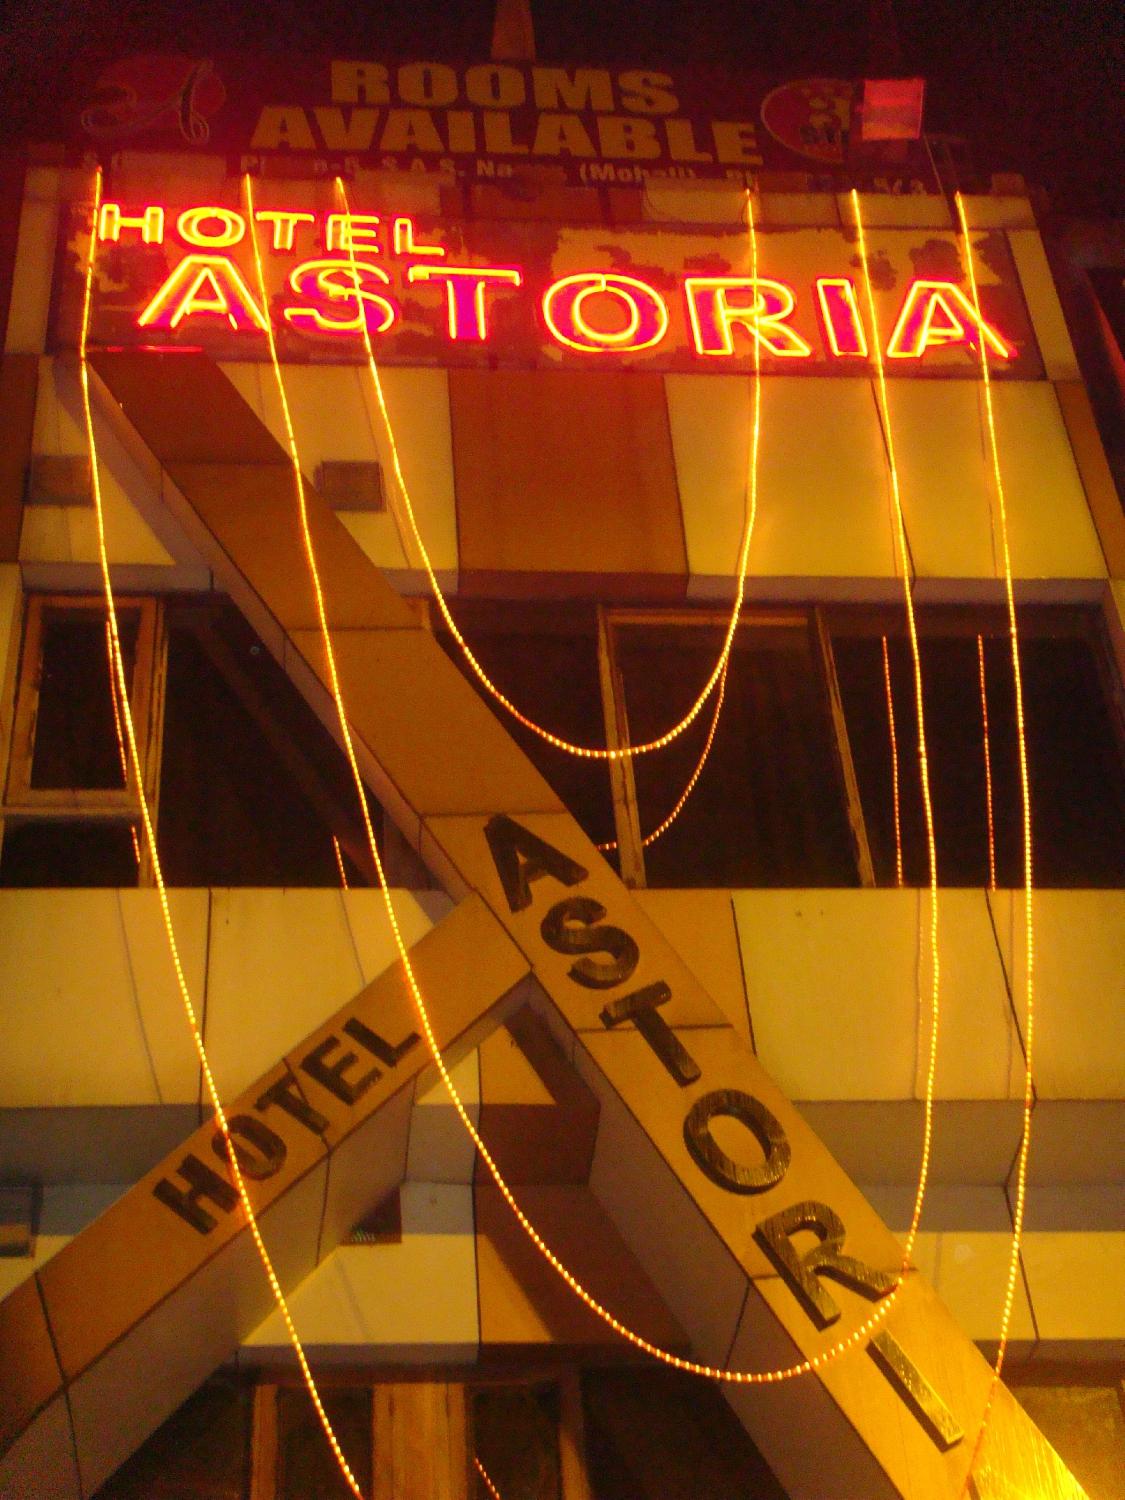 ROOMS
AVAILABLE
S.A.S. (Mohali)
HOTEL
ASTORIA
ASTORI
HOTEL